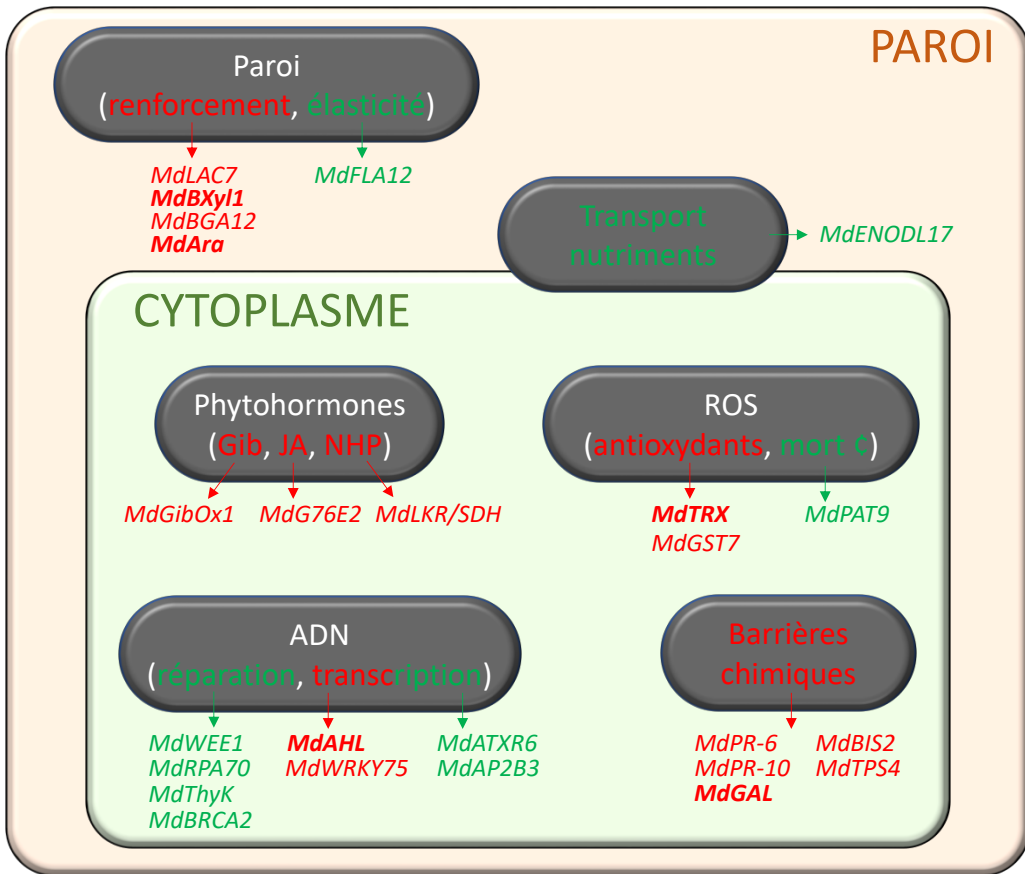 PAROI
Paroi
(renforcement, élasticité)
MdLAC7
MdBXyl1
MdBGA12
MdAra
MdFLA12
Transport
nutriments
MdENODL17
CYTOPLASME
Phytohormones
(Gib, JA, NHP)
MdGibOx1
MdG76E2
MdLKR/SDH
ROS
(antioxydants, mort ¢)
MdTRX
MdGST7
MdPAT9
ADN
(réparation, transcription)
MdWEE1
MdRPA70
MdThyK
MdBRCA2
MdAHL
MdWRKY75
MdATXR6
MdAP2B3
Barrières
chimiques
MdPR-6
MdPR-10
MdGAL
MdBIS2
MdTPS4